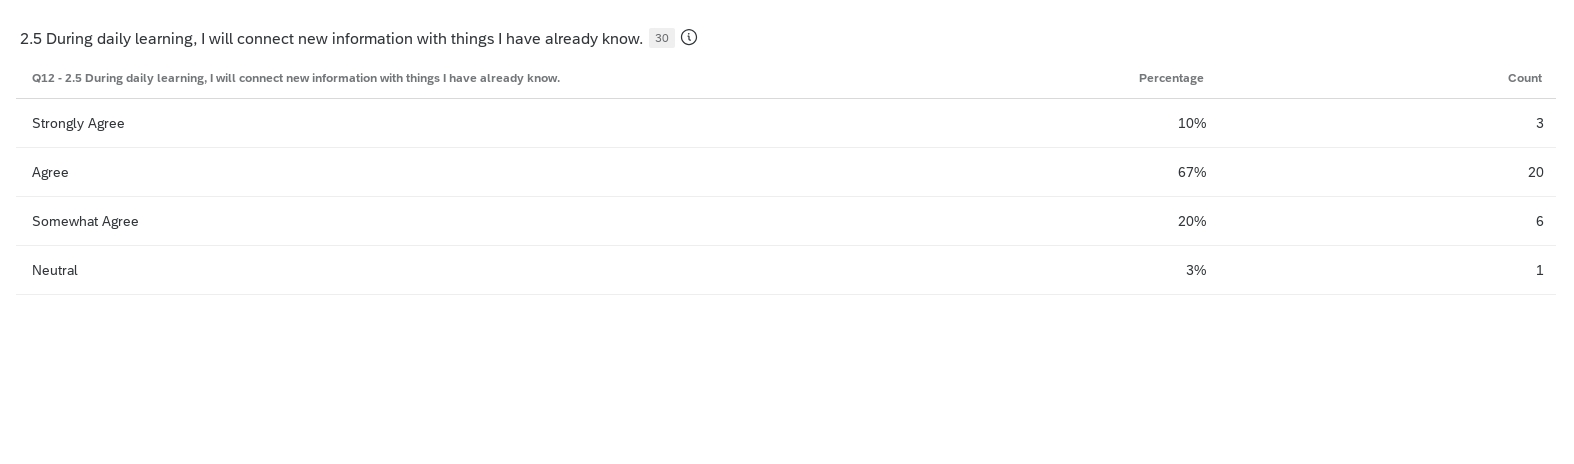 2.5 During daily learning, I will connect new information with things I have already know. 30
Q12 - 2.5 During daily learning, I will connect new information with things I have already know. Percentage Count
Strongly Agree 10% 3
Agree 67% 20
Somewhat Agree 20% 6
Neutral 3% 1